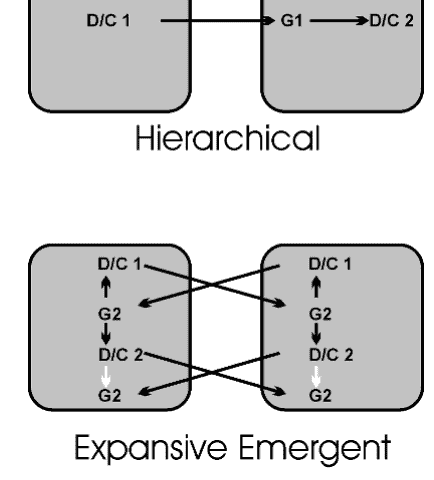 D/C 1 G1 D/C 2
Hierarchical
D/C 1 D/C 1
G2 G2
D/C 2 D/C 2
G2 G2
Expansive Emergent